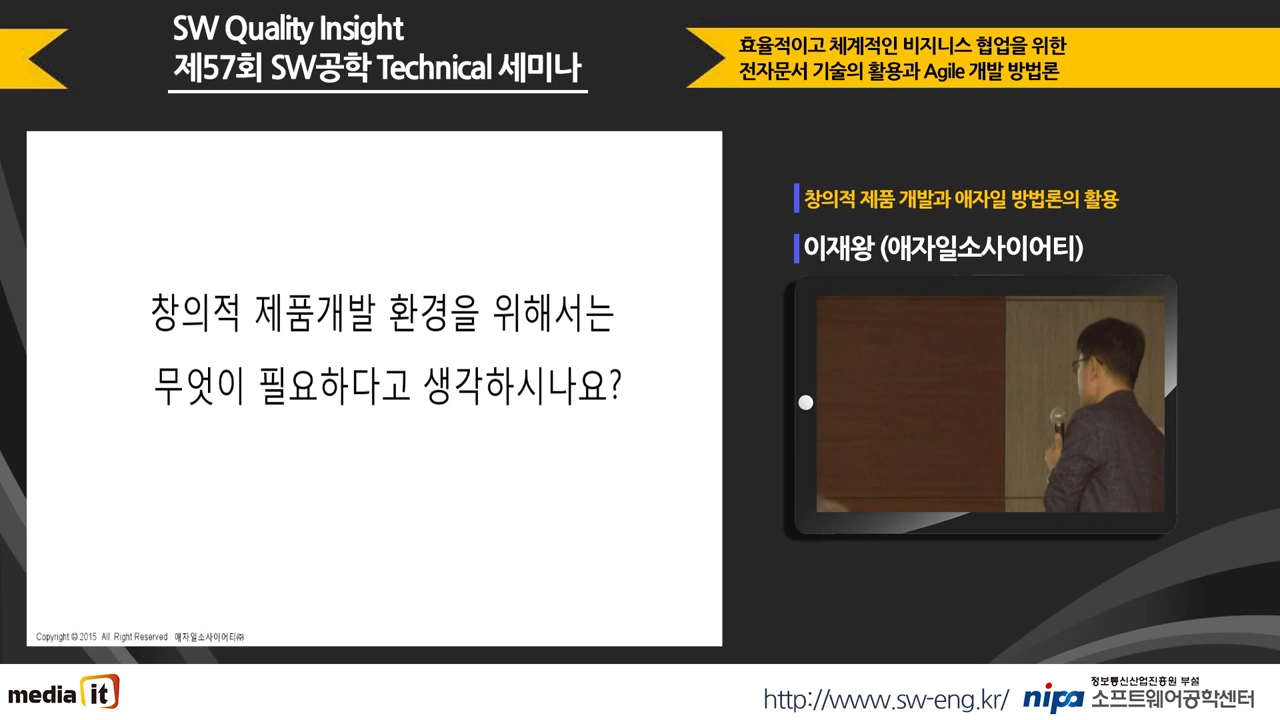 SW Quality Insight
제57회 SW공학 Technical 세미나
효율적이고 체계적인 비지니스 협업을 위한
전자문서 기술의 활용과 Agile 개발 방법론
창의적 제품 개발과 애자일 방법론의 활용
이재왕 (애자일소사이어티)
창의적 제품개발 환경을 위해서는
무엇이 필요하다고 생각하시나요?
Copyright © 2015 All Right Reserved 애자일소사이어티㈜
media it
http://www.sw-eng.kr/
nipa
정보통신산업진흥원 부설
소프트웨어공학센터